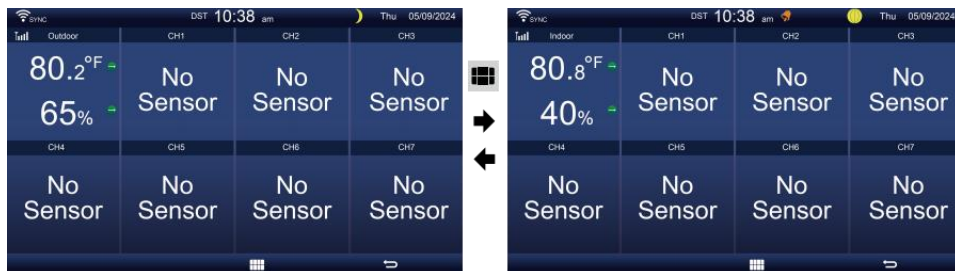 SYNC DST 10:38 am Thu 05/09/2024
Outdoor CH1 CH2 CH3
80.2°F
65%
No Sensor No Sensor No Sensor
CH4 CH5 CH6 CH7
No Sensor No Sensor No Sensor No Sensor
SYNC DST 10:38 am Thu 05/09/2024
Indoor CH1 CH2 CH3
80.8°F
40%
No Sensor No Sensor No Sensor
CH4 CH5 CH6 CH7
No Sensor No Sensor No Sensor No Sensor